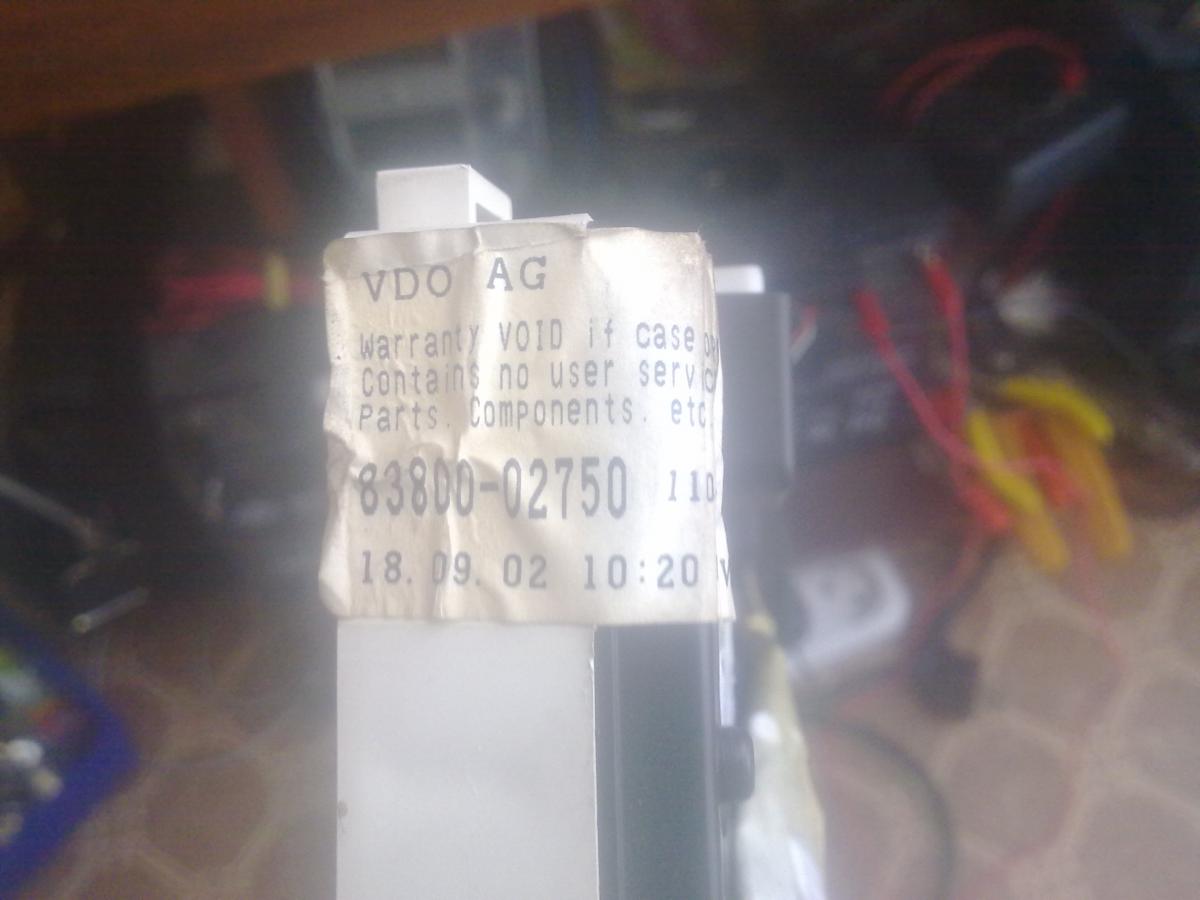 VDO AG
Warranty VOID if case
Contains no user
Parts. Components. etc
83800-02750 110
18.09.02 10:20